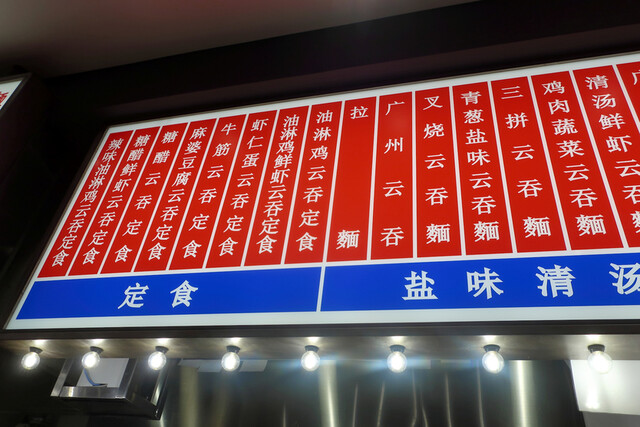 辣味油淋鸡云吞定食
糖醋鲜虾云吞定食
糖醋云吞定食
麻婆豆腐云吞定食
牛筋云吞定食
虾仁蛋云吞定食
油淋鸡鲜虾云吞定食
油淋鸡云吞定食
拉麵
广州云吞
叉烧云吞麵
青葱盐味云吞麵
三拼云吞麵
鸡肉蔬菜云吞麵
清汤鲜虾云吞
定食
盐味清汤